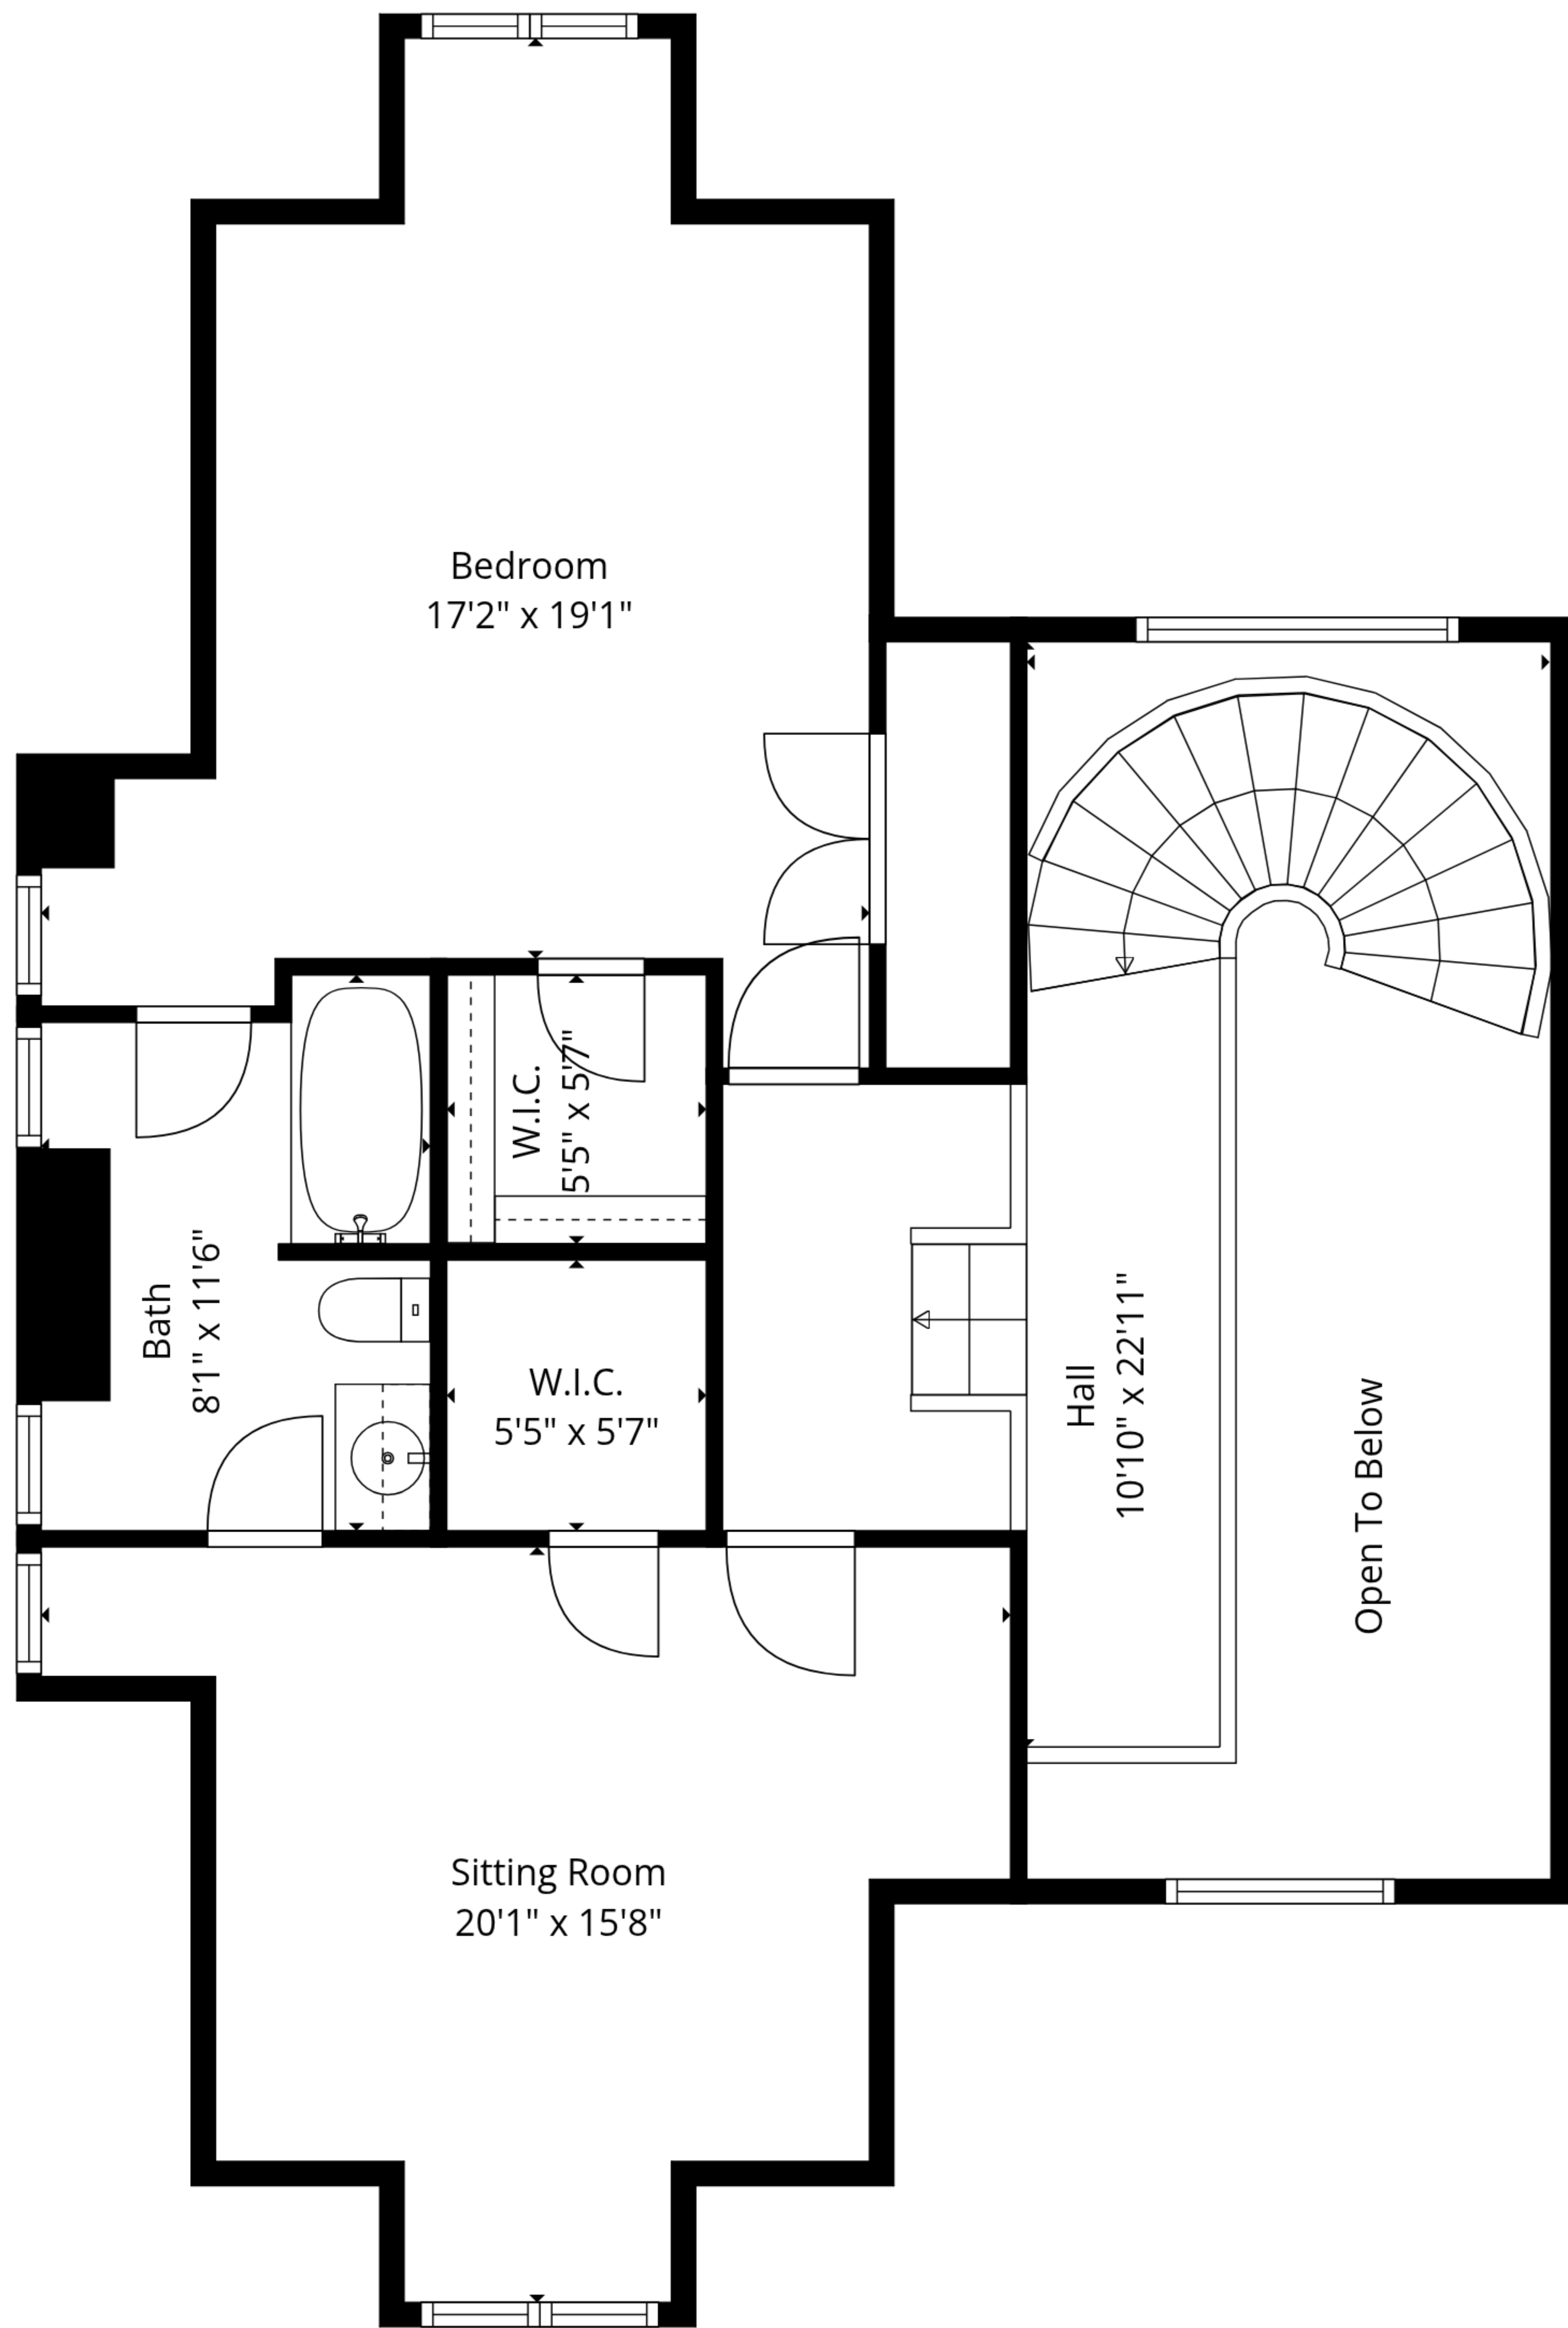 Bedroom
17'2" x 19'1"
W.I.C.
5'5" x 5'7"
Bath
8'1" x 11'6"
W.I.C.
5'5" x 5'7"
Hall
10'10" x 22'11"
Open To Below
Sitting Room
20'1" x 15'8"